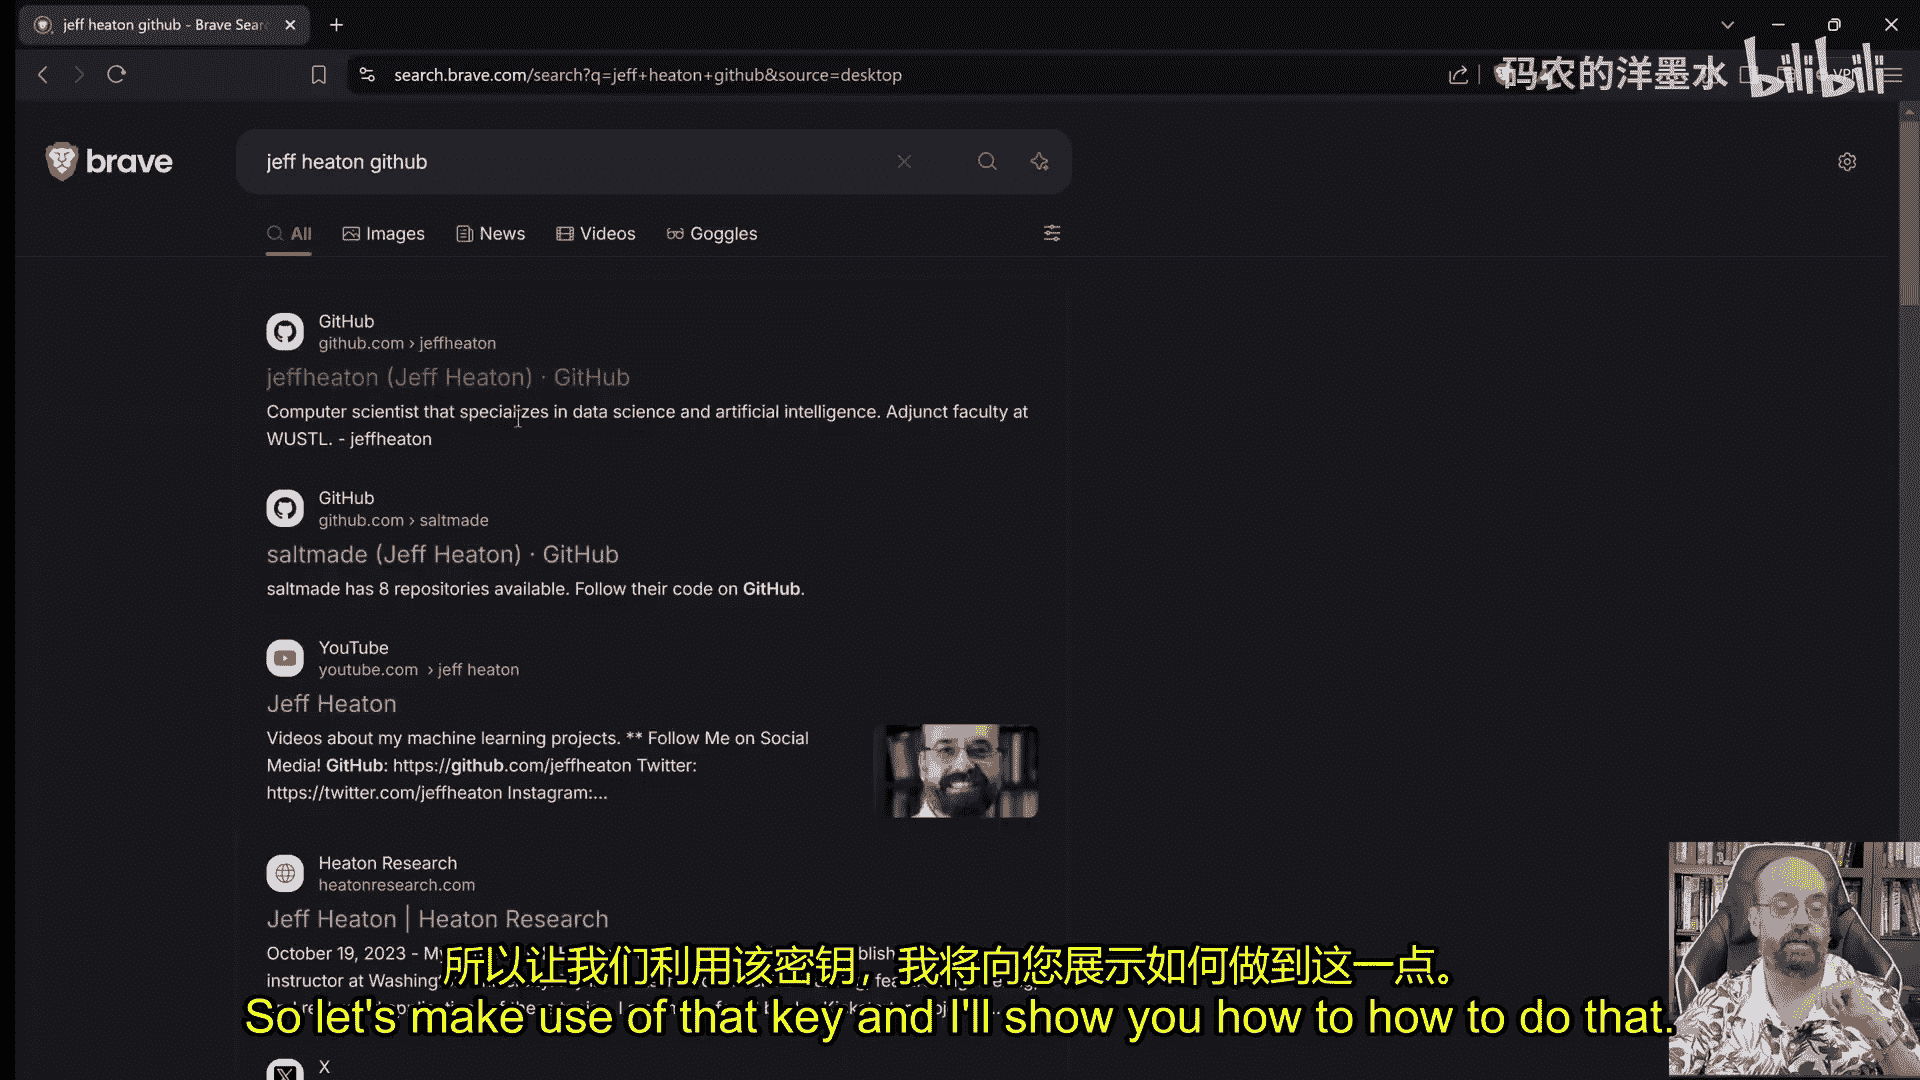 jeff heaton github - Brave Sear
search.brave.com/search?q=jeff+heaton+github&source=desktop
码农的洋墨水 bilibili
VPN
brave
jeff heaton github
All Images News Videos Goggles
GitHub
github.com › jeffheaton
jeffheaton (Jeff Heaton) · GitHub
Computer scientist that specializes in data science and artificial intelligence. Adjunct faculty at
WUSTL. - jeffheaton
GitHub
github.com › saltmade
saltmade (Jeff Heaton) · GitHub
saltmade has 8 repositories available. Follow their code on GitHub.
YouTube
youtube.com › jeff heaton
Jeff Heaton
Videos about my machine learning projects. ** Follow Me on Social
Media! GitHub: https://github.com/jeffheaton Twitter:
https://twitter.com/jeffheaton Instagram:...
Heaton Research
heatonresearch.com
Jeff Heaton | Heaton Research
October 19, 2023 -
instructor at
所以让我们利用该密钥，我将向您展示如何做到这一点。
So let's make use of that key and I'll show you how to how to do that.
X